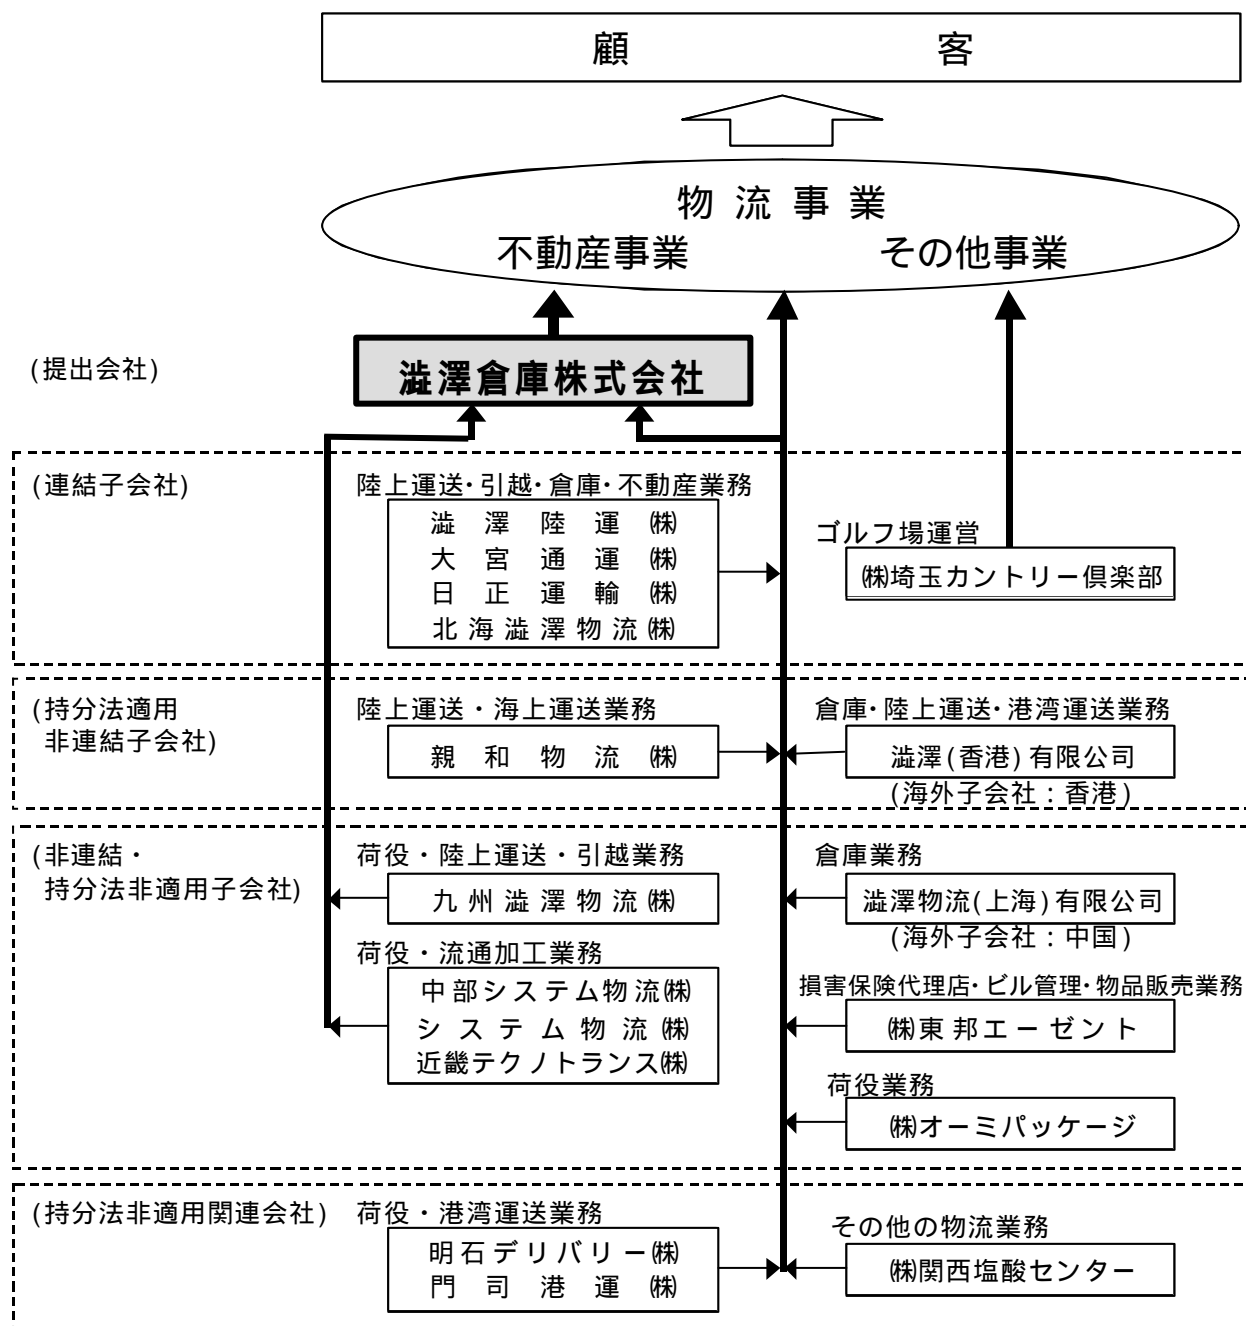 顧客
物流事業
不動産事業 その他事業
(提出会社)
澁澤倉庫株式会社
(連結子会社)
陸上運送・引越・倉庫・不動産業務
澁澤陸運㈱
大宮通運㈱
日正運輸㈱
北海澁澤物流㈱
ゴルフ場運営
㈱埼玉カントリー倶楽部
(持分法適用
非連結子会社)
陸上運送・海上運送業務
親和物流㈱
倉庫・陸上運送・港湾運送業務
澁澤(香港)有限公司
(海外子会社:香港)
(非連結・
持分法非適用子会社)
荷役・陸上運送・引越業務
九州澁澤物流㈱
荷役・流通加工業務
中部システム物流㈱
システム物流㈱
近畿テクノトランス㈱
倉庫業務
澁澤物流(上海)有限公司
(海外子会社:中国)
損害保険代理店・ビル管理・物品販売業務
㈱東邦エーゼント
荷役業務
㈱オーミパッケージ
(持分法非適用関連会社)
荷役・港湾運送業務
明石デリバリー㈱
門司港運㈱
その他の物流業務
㈱関西塩酸センター